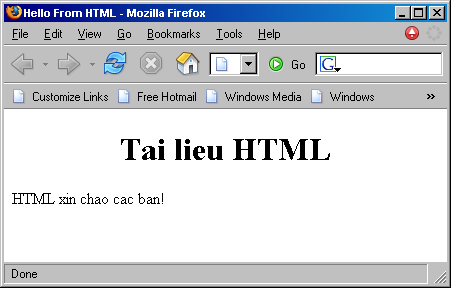 Hello From HTML - Mozilla Firefox
File Edit View Go Bookmarks Tools Help
Go G
Customize Links Free Hotmail Windows Media Windows »
Tai lieu HTML
HTML xin chao cac ban!
Done